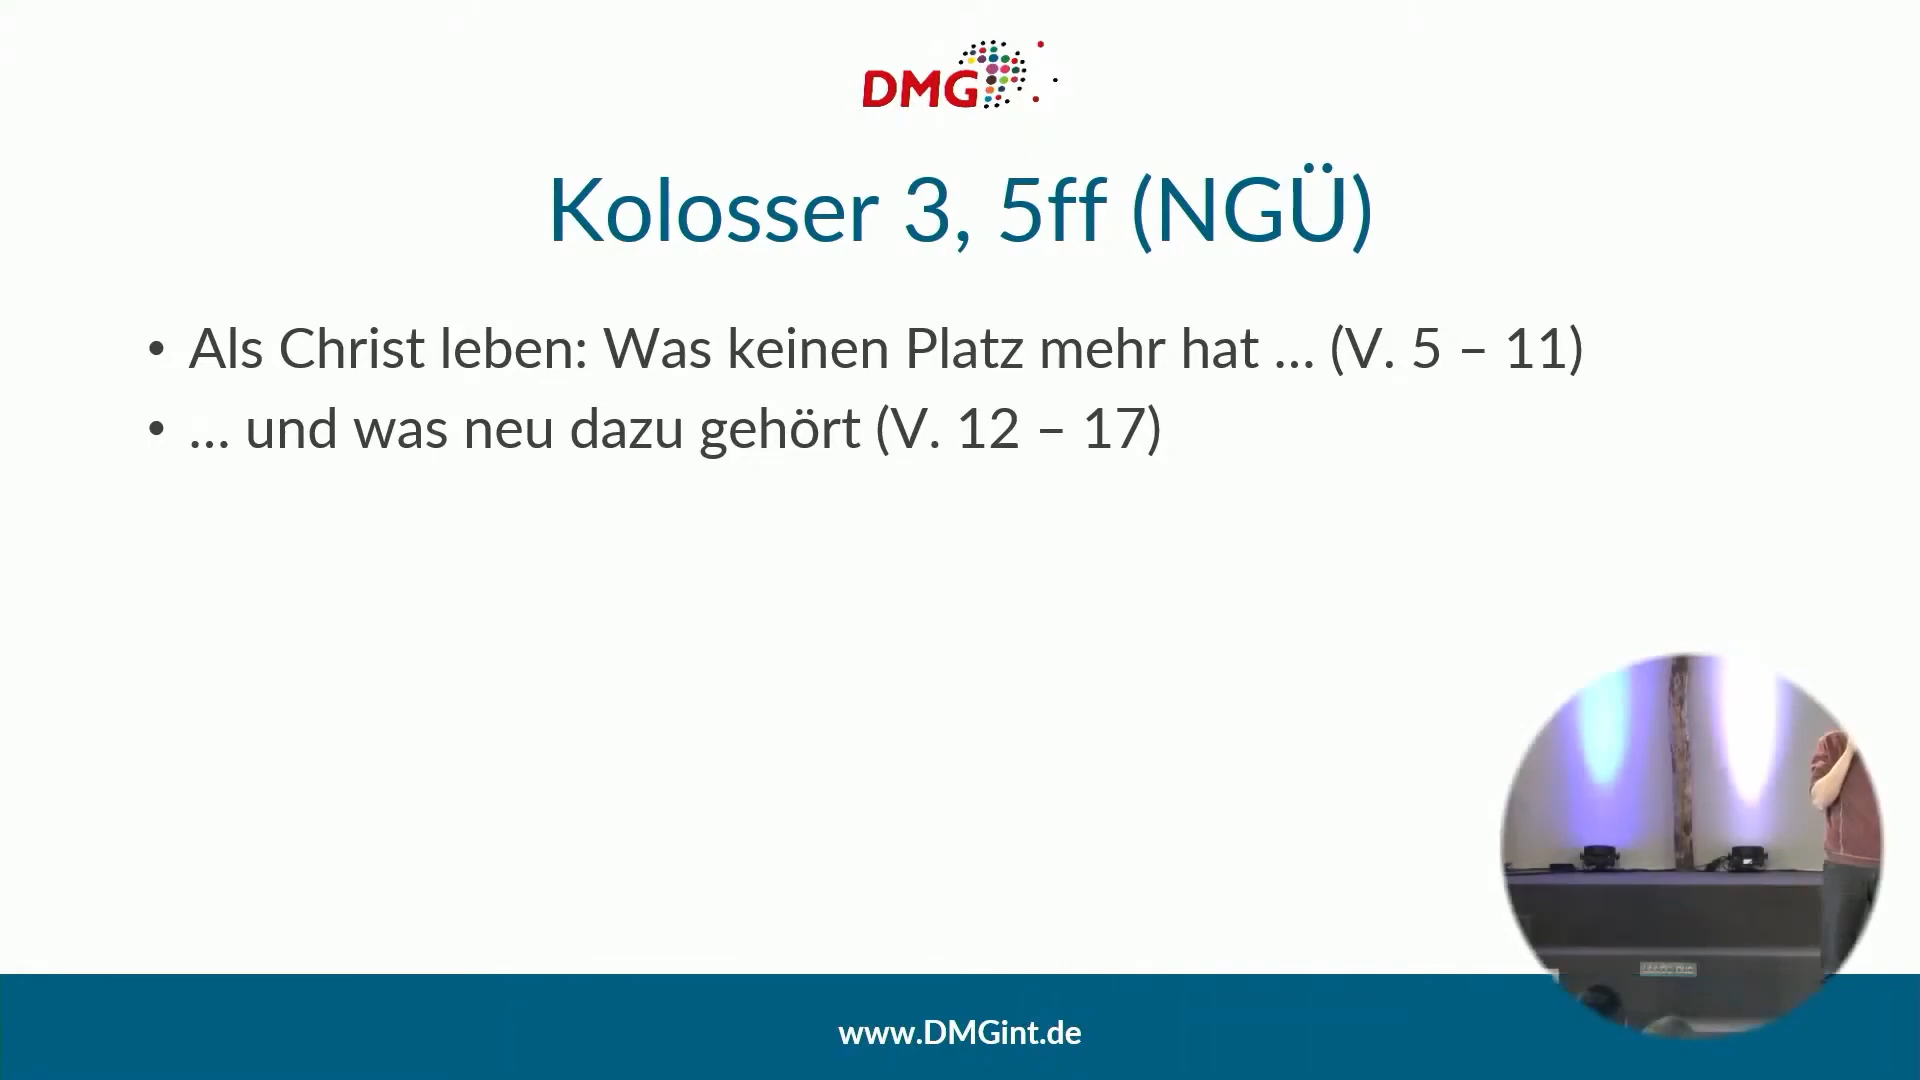 DMG
Kolosser 3, 5ff (NGÜ)
• Als Christ leben: Was keinen Platz mehr hat … (V. 5 – 11)
• … und was neu dazu gehört (V. 12 – 17)
www.DMGint.de